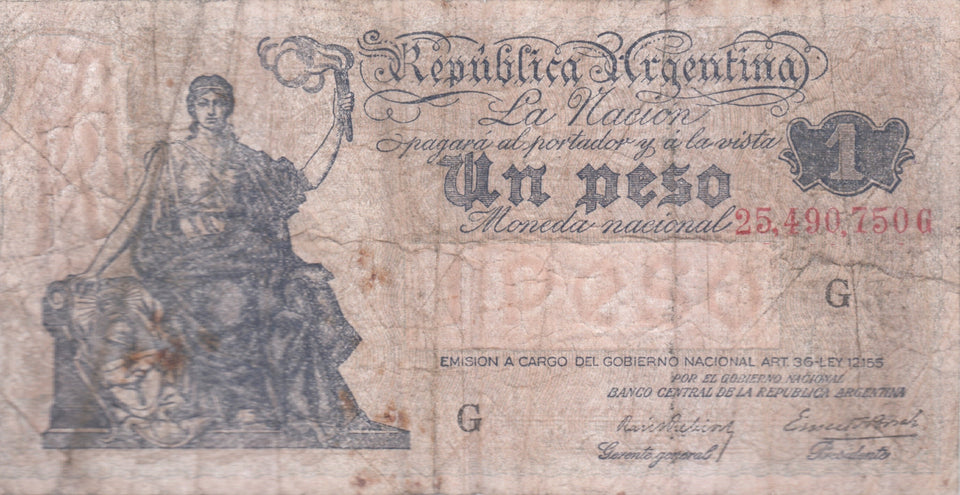 República Argentina
La Nación
pagará al portador y á la vista
1
Un peso
Moneda nacional
25,490,750 G
G
EMISION A CARGO DEL GOBIERNO NACIONAL ART. 36-LEY 12155
POR EL GOBIERNO NACIONAL
BANCO CENTRAL DE LA REPUBLICA ARGENTINA
G
Gerente general
Presidente